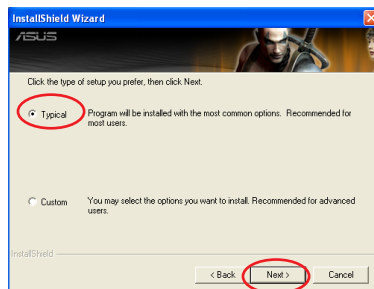 InstallShield Wizard
ASUS
Click the type of setup you prefer, then click Next.
Typical
Program will be installed with the most common options. Recommended for
most users.
Custom
You may select the options you want to install. Recommended for advanced
users.
InstallShield
< Back
Next >
Cancel